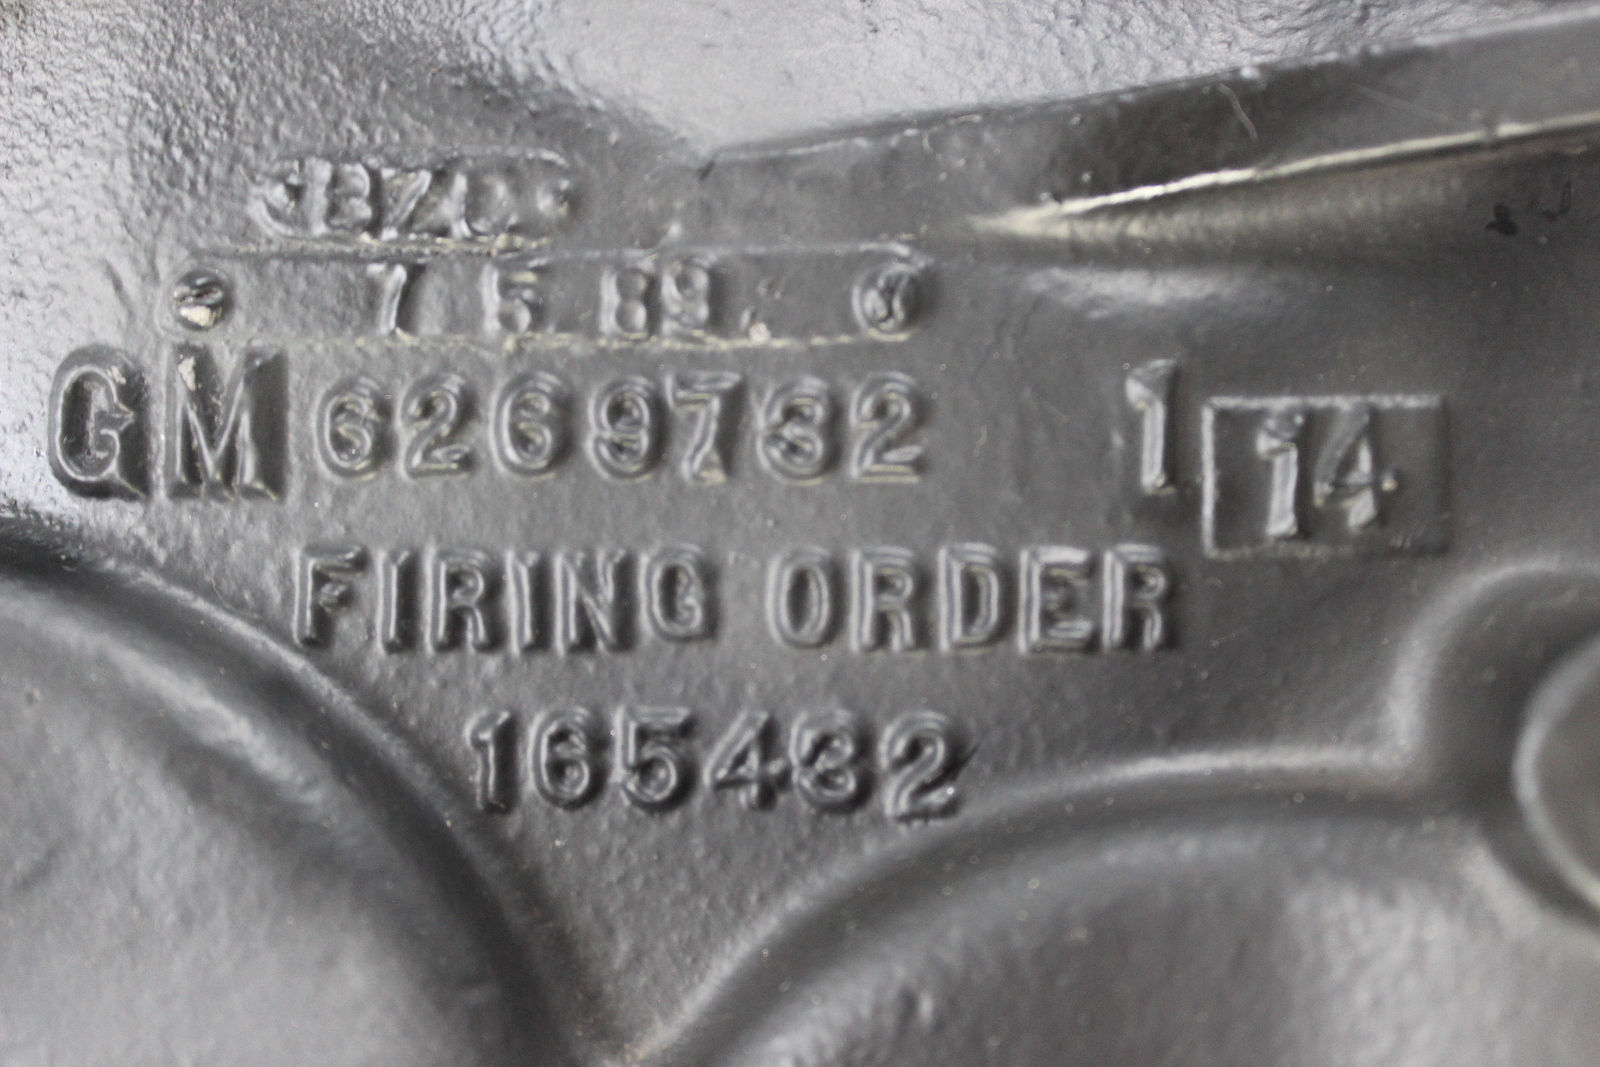 7 5 89
GM 6269782 1 14
FIRING ORDER
165432